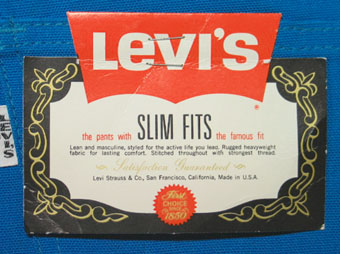 LEVI'S
®
the pants with SLIM FITS the famous fit
Lean and masculine, styled for the active life you lead. Rugged heavyweight
fabric for lasting comfort. Stitched throughout with strongest thread.
Satisfaction Guaranteed
Levi Strauss & Co., San Francisco, California, Made in U.S.A.
First
CHOICE
SINCE
1850
LEVI'S